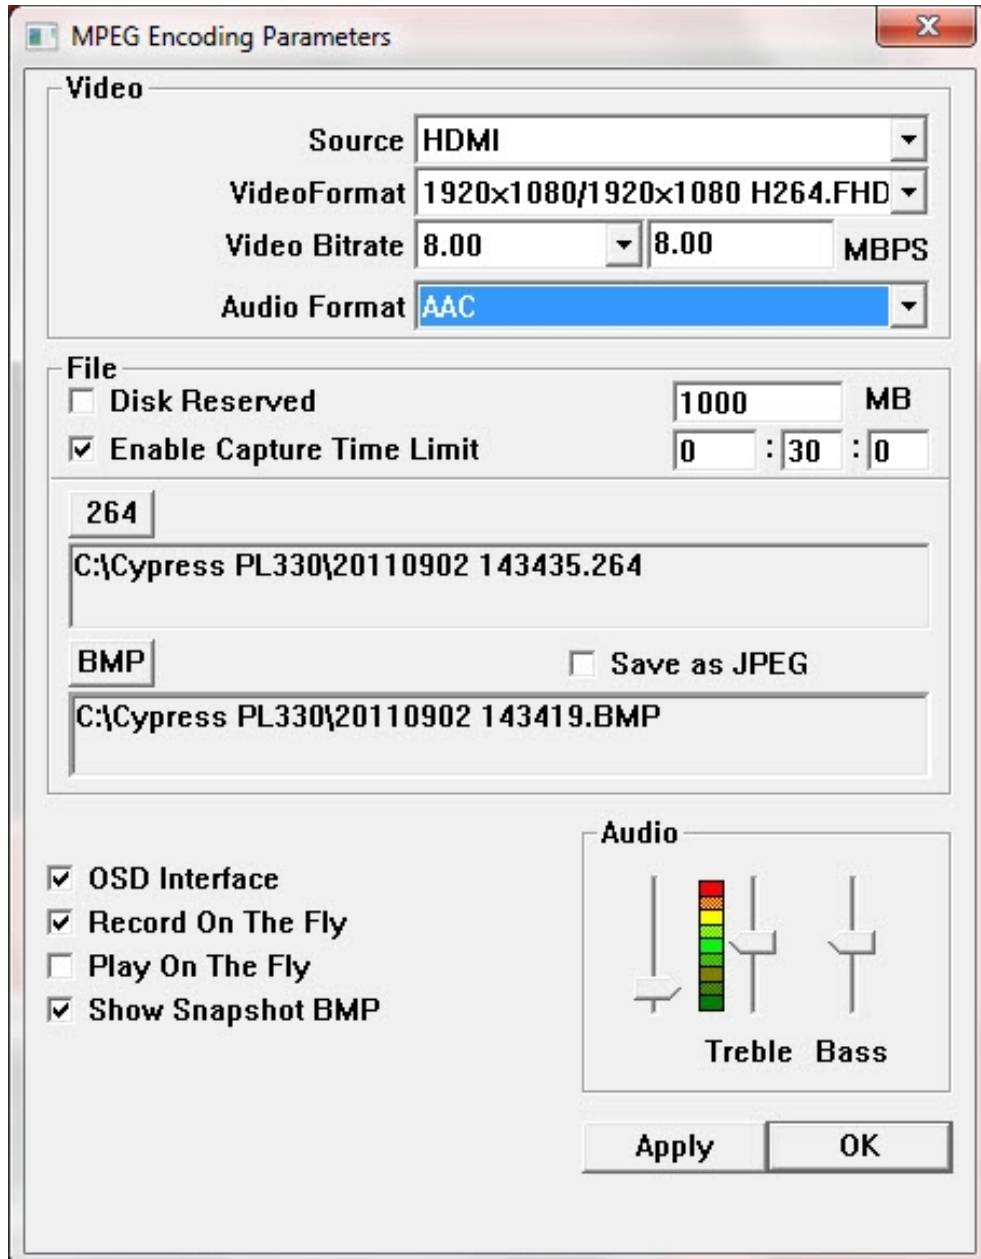 MPEG Encoding Parameters
Video
Source HDMI
VideoFormat 1920x1080/1920x1080 H264.FHD
Video Bitrate 8.00 8.00 MBPS
Audio Format AAC
File
Disk Reserved 1000 MB
Enable Capture Time Limit 0 : 30 : 0
264
C:\Cypress PL330\20110902 143435.264
BMP Save as JPEG
C:\Cypress PL330\20110902 143419.BMP
OSD Interface
Record On The Fly
Play On The Fly
Show Snapshot BMP
Audio
Treble Bass
Apply OK